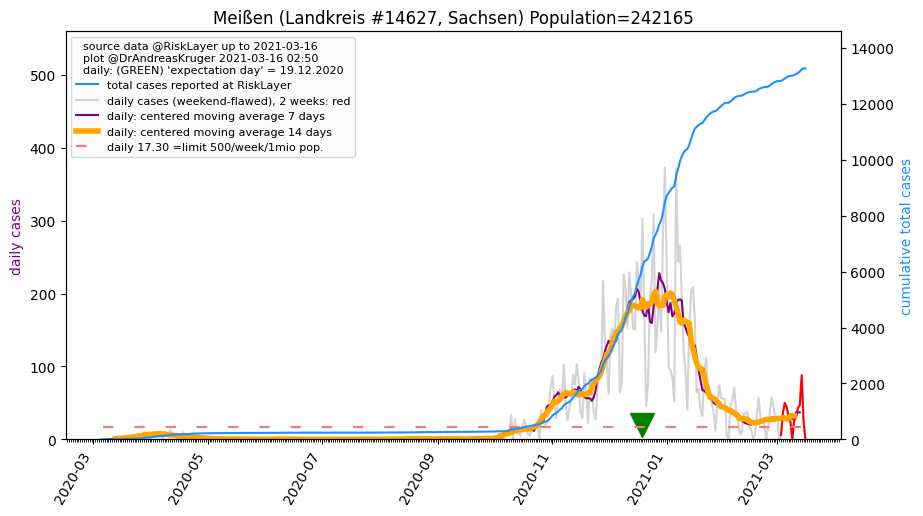 Meißen (Landkreis #14627, Sachsen) Population=242165
source data @RiskLayer up to 2021-03-16
plot @DrAndreasKruger 2021-03-16 02:50
daily: (GREEN) 'expectation day' = 19.12.2020
total cases reported at RiskLayer
daily cases (weekend-flawed), 2 weeks: red
daily: centered moving average 7 days
daily: centered moving average 14 days
daily 17.30 =limit 500/week/1mio pop.
daily cases
500
400
300
200
100
0
14000
12000
10000
8000
6000
4000
2000
0
cumulative total cases
2020-03
2020-05
2020-07
2020-09
2020-11
2021-01
2021-03